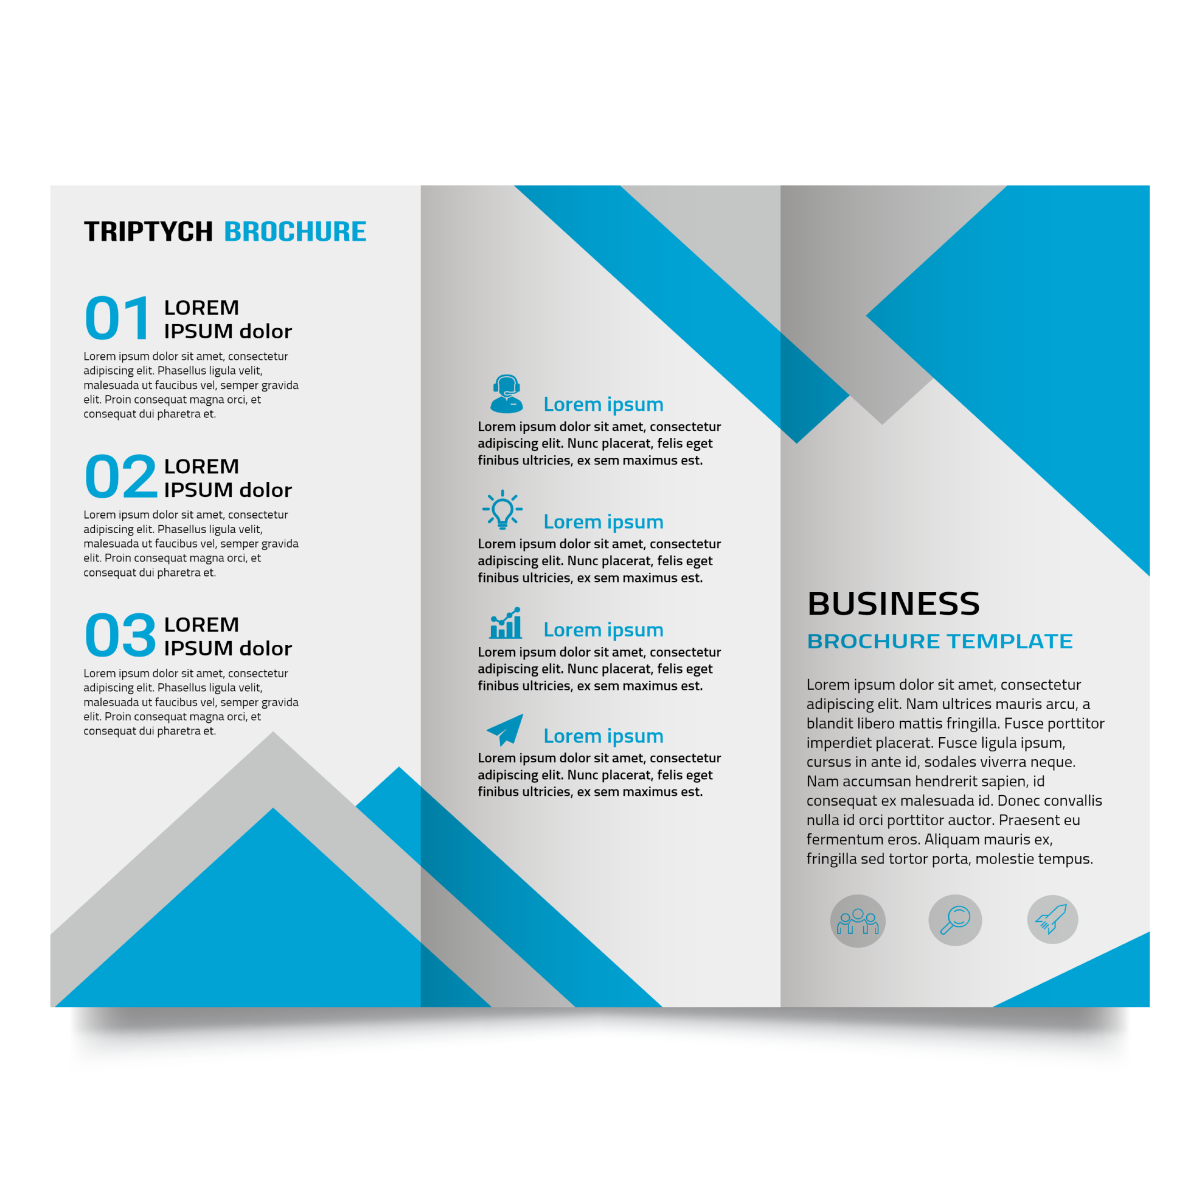 TRIPTYCH BROCHURE
01 LOREM
IPSUM dolor
Lorem ipsum dolor sit amet, consectetur
adipiscing elit. Phasellus ligula velit,
malesuada ut faucibus vel, semper gravida
elit. Proin consequat magna orci, et
consequat dui pharetra et.
02 LOREM
IPSUM dolor
Lorem ipsum dolor sit amet, consectetur
adipiscing elit. Phasellus ligula velit,
malesuada ut faucibus vel, semper gravida
elit. Proin consequat magna orci, et
consequat dui pharetra et.
03 LOREM
IPSUM dolor
Lorem ipsum dolor sit amet, consectetur
adipiscing elit. Phasellus ligula velit,
malesuada ut faucibus vel, semper gravida
elit. Proin consequat magna orci, et
consequat dui pharetra et.
Lorem ipsum
Lorem ipsum dolor sit amet, consectetur
adipiscing elit. Nunc placerat, felis eget
finibus ultricies, ex sem maximus est.
Lorem ipsum
Lorem ipsum dolor sit amet, consectetur
adipiscing elit. Nunc placerat, felis eget
finibus ultricies, ex sem maximus est.
Lorem ipsum
Lorem ipsum dolor sit amet, consectetur
adipiscing elit. Nunc placerat, felis eget
finibus ultricies, ex sem maximus est.
Lorem ipsum
Lorem ipsum dolor sit amet, consectetur
adipiscing elit. Nunc placerat, felis eget
finibus ultricies, ex sem maximus est.
BUSINESS
BROCHURE TEMPLATE
Lorem ipsum dolor sit amet, consectetur
adipiscing elit. Nam ultrices mauris arcu, a
blandit libero mattis fringilla. Fusce porttitor
imperdiet placerat. Fusce ligula ipsum,
cursus in ante id, sodales viverra neque.
Nam accumsan hendrerit sapien, id
consequat ex malesuada id. Donec convallis
nulla id orci porttitor auctor. Praesent eu
fermentum eros. Aliquam mauris ex,
fringilla sed tortor porta, molestie tempus.